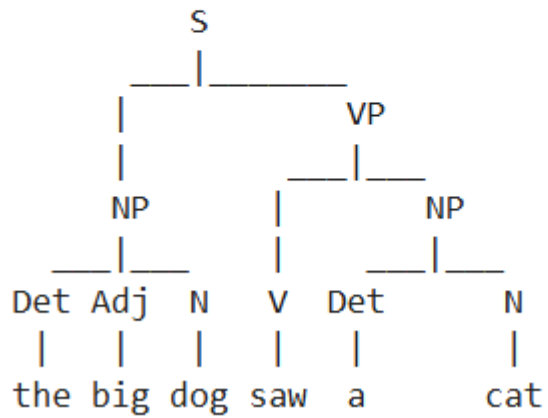 S
VP
NP NP
Det Adj N V Det N
the big dog saw a cat